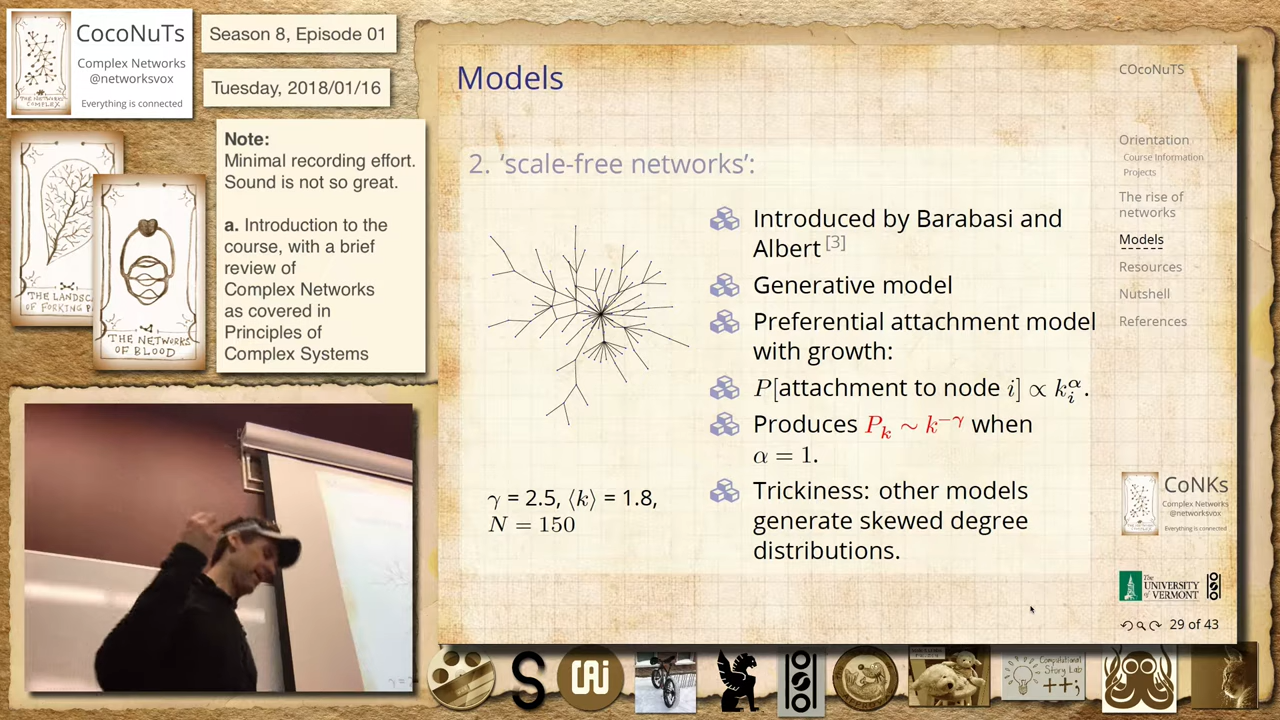 CocoNuTs
Complex Networks
@networksvox
Everything is connected
Season 8, Episode 01
Tuesday, 2018/01/16
Note:
Minimal recording effort.
Sound is not so great.
a. Introduction to the
course, with a brief
review of
Complex Networks
as covered in
Principles of
Complex Systems
THE NETWORKS
OF BLOOD
Models
2. ‘scale-free networks’:
γ = 2.5, ⟨k⟩ = 1.8,
N = 150
Introduced by Barabasi and
Albert [3]
Generative model
Preferential attachment model
with growth:
P[attachment to node i] ∝ k_i^α.
Produces P_k ∼ k^−γ when
α = 1.
Trickiness: other models
generate skewed degree
distributions.
COcoNuTS
Orientation
Course Information
Projects
The rise of
networks
Models
Resources
Nutshell
References
CoNKs
Complex Networks
@networksvox
Everything is connected
The
UNIVERSITY
of VERMONT
29 of 43
Computational
Story Lab
++;